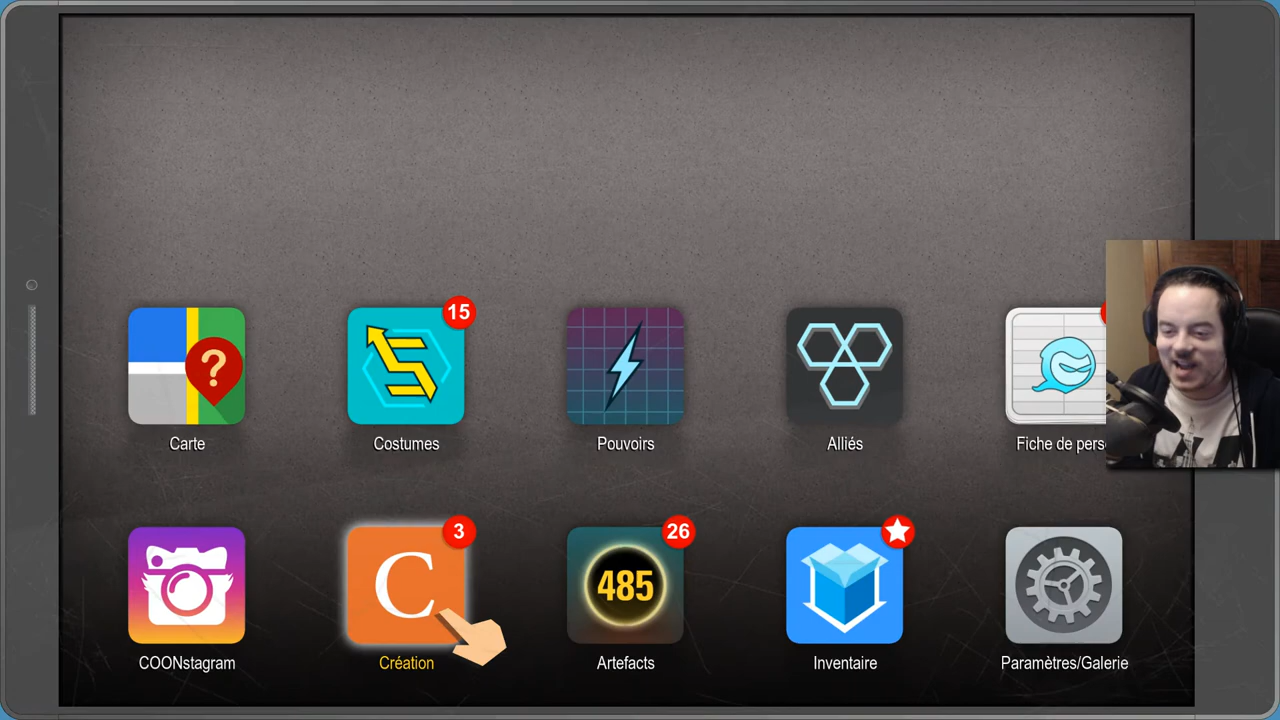 ?
15
Carte
Costumes
Pouvoirs
Alliés
Fiche de pers
C
3
26
485
COONstagram
Création
Artefacts
Inventaire
Paramètres/Galerie